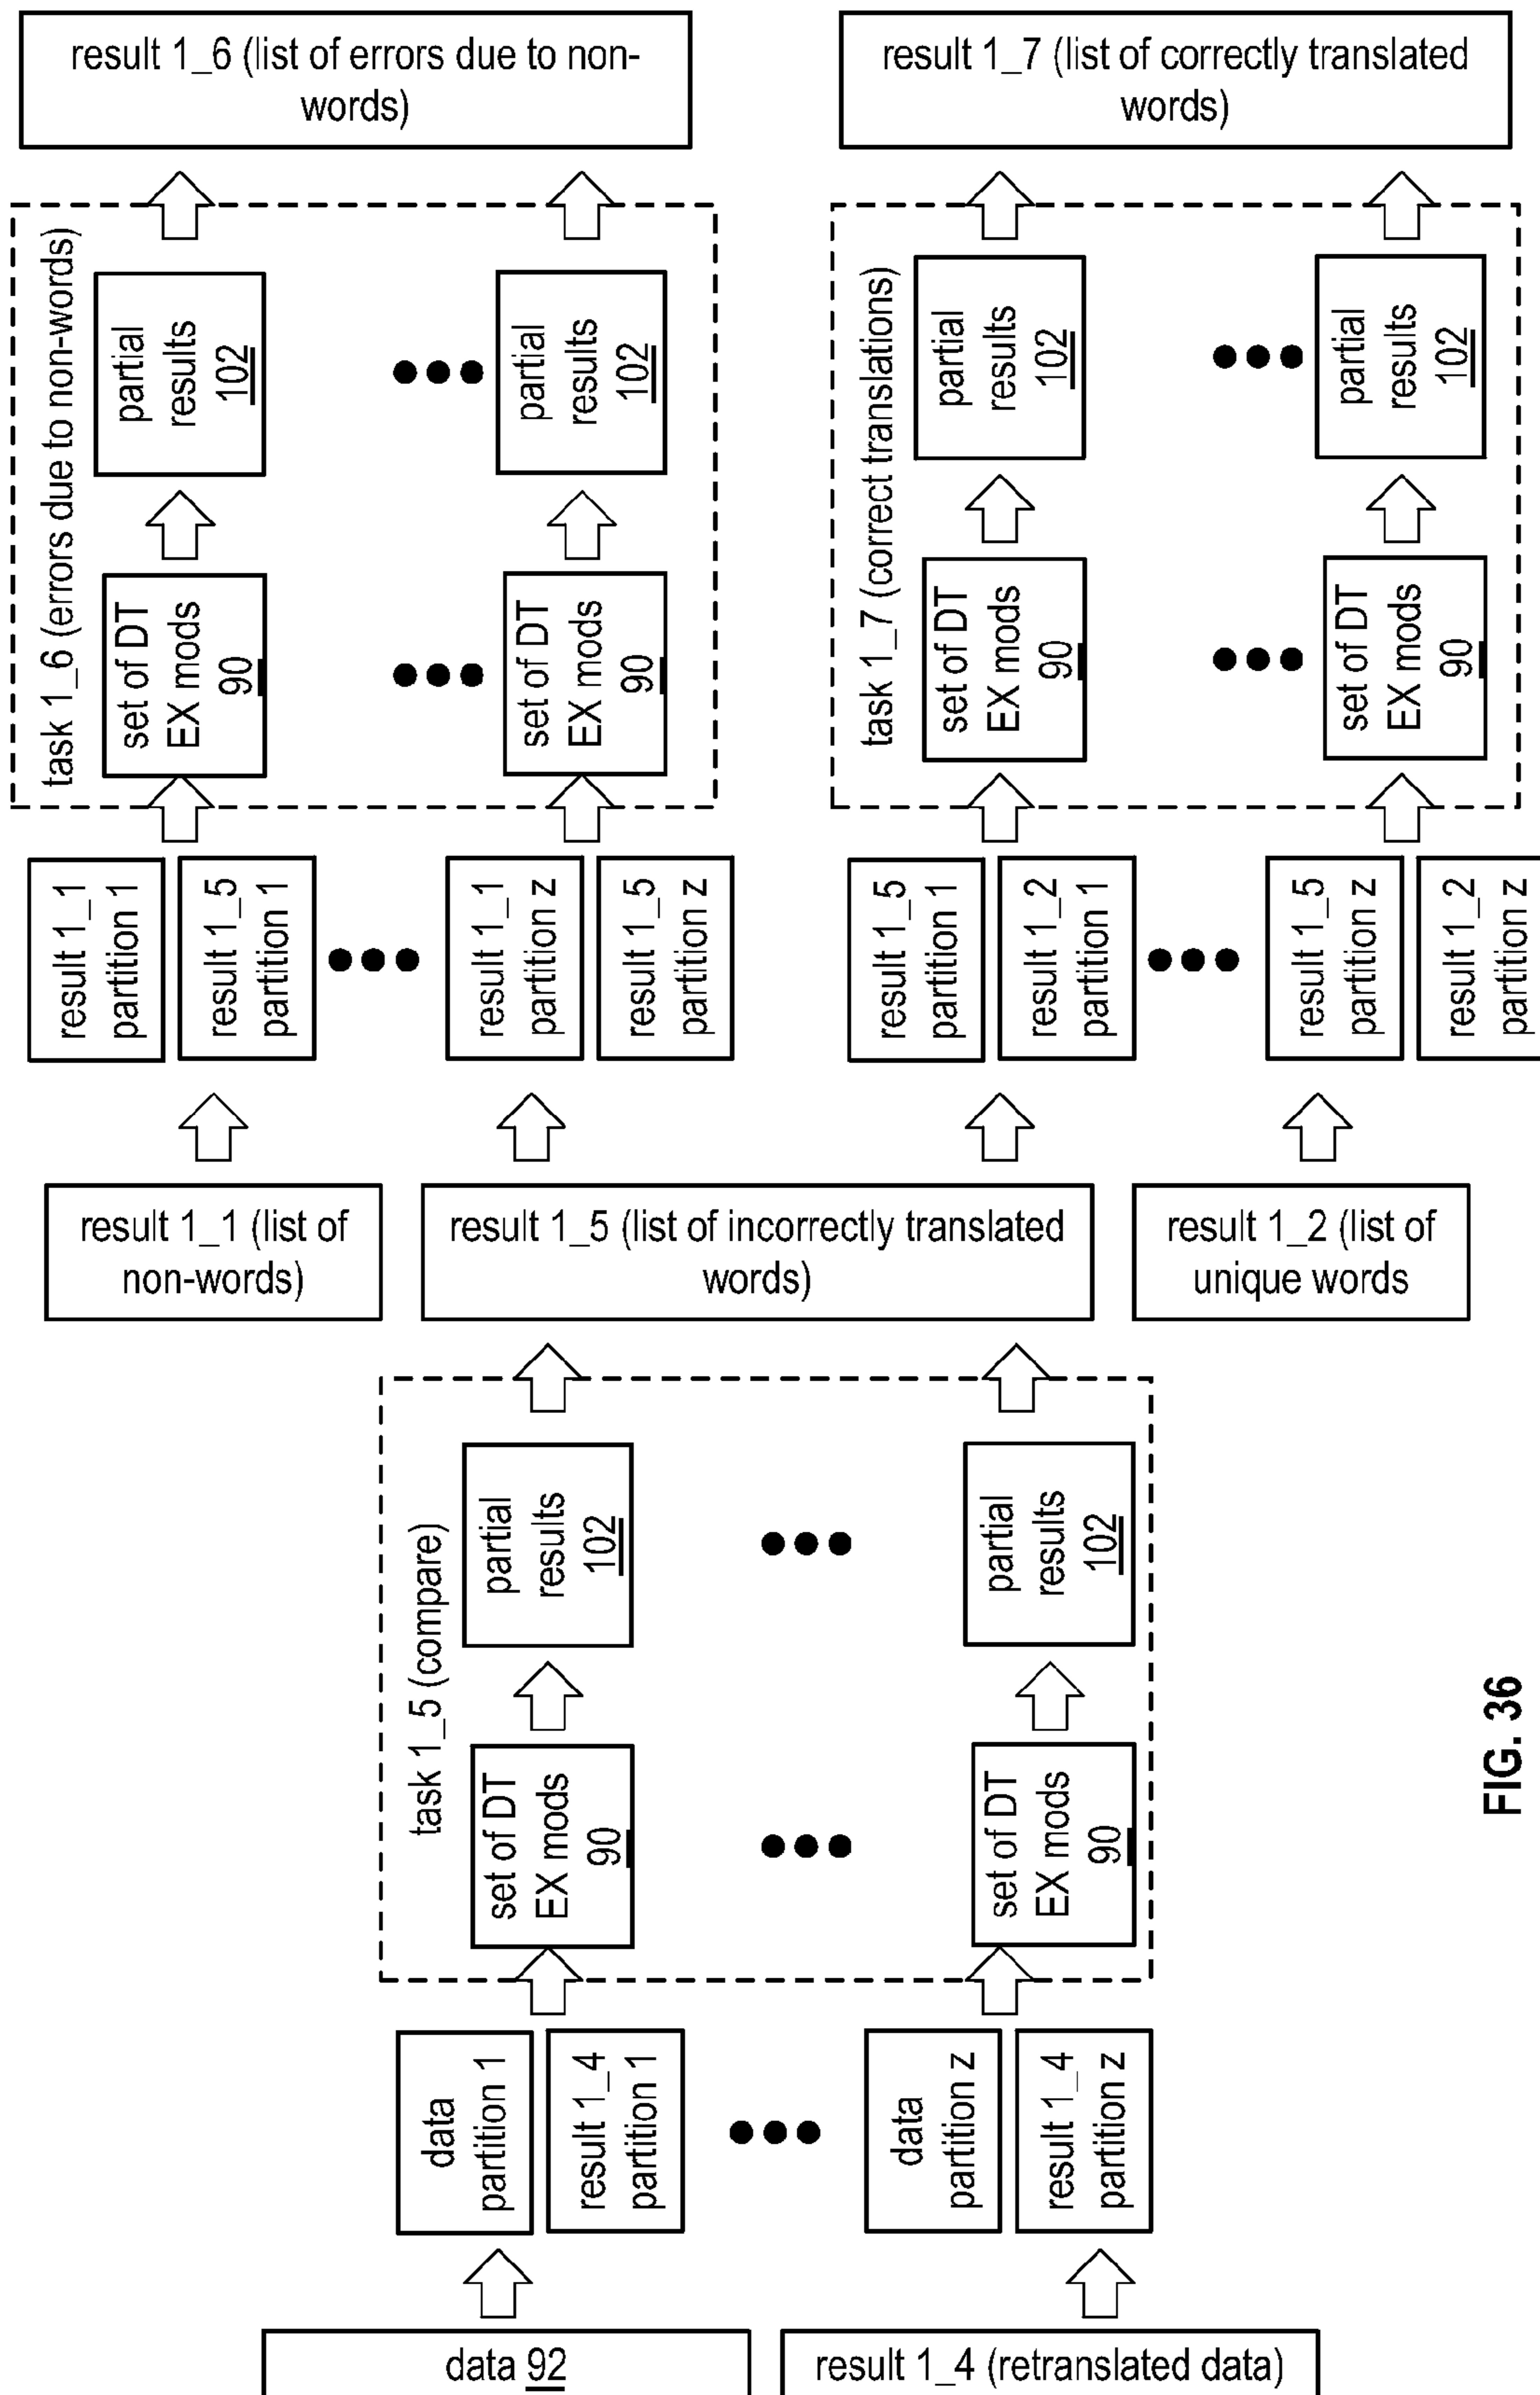 result 1_6 (list of errors due to non-
words)
result 1_7 (list of correctly translated
words)
task 1_6 (errors due to non-words)
partial
results
102
partial
results
102
set of DT
EX mods
90
set of DT
EX mods
90
task 1_7 (correct translations)
partial
results
102
partial
results
102
set of DT
EX mods
90
set of DT
EX mods
90
result 1_1
partition 1
result 1_5
partition 1
result 1_1
partition z
result 1_5
partition z
result 1_5
partition 1
result 1_2
partition 1
result 1_5
partition z
result 1_2
partition z
result 1_1 (list of
non-words)
result 1_5 (list of incorrectly translated
words)
result 1_2 (list of
unique words
task 1_5 (compare)
partial
results
102
partial
results
102
set of DT
EX mods
90
set of DT
EX mods
90
data
partition 1
result 1_4
partition 1
data
partition z
result 1_4
partition z
data 92
result 1_4 (retranslated data)
FIG. 36